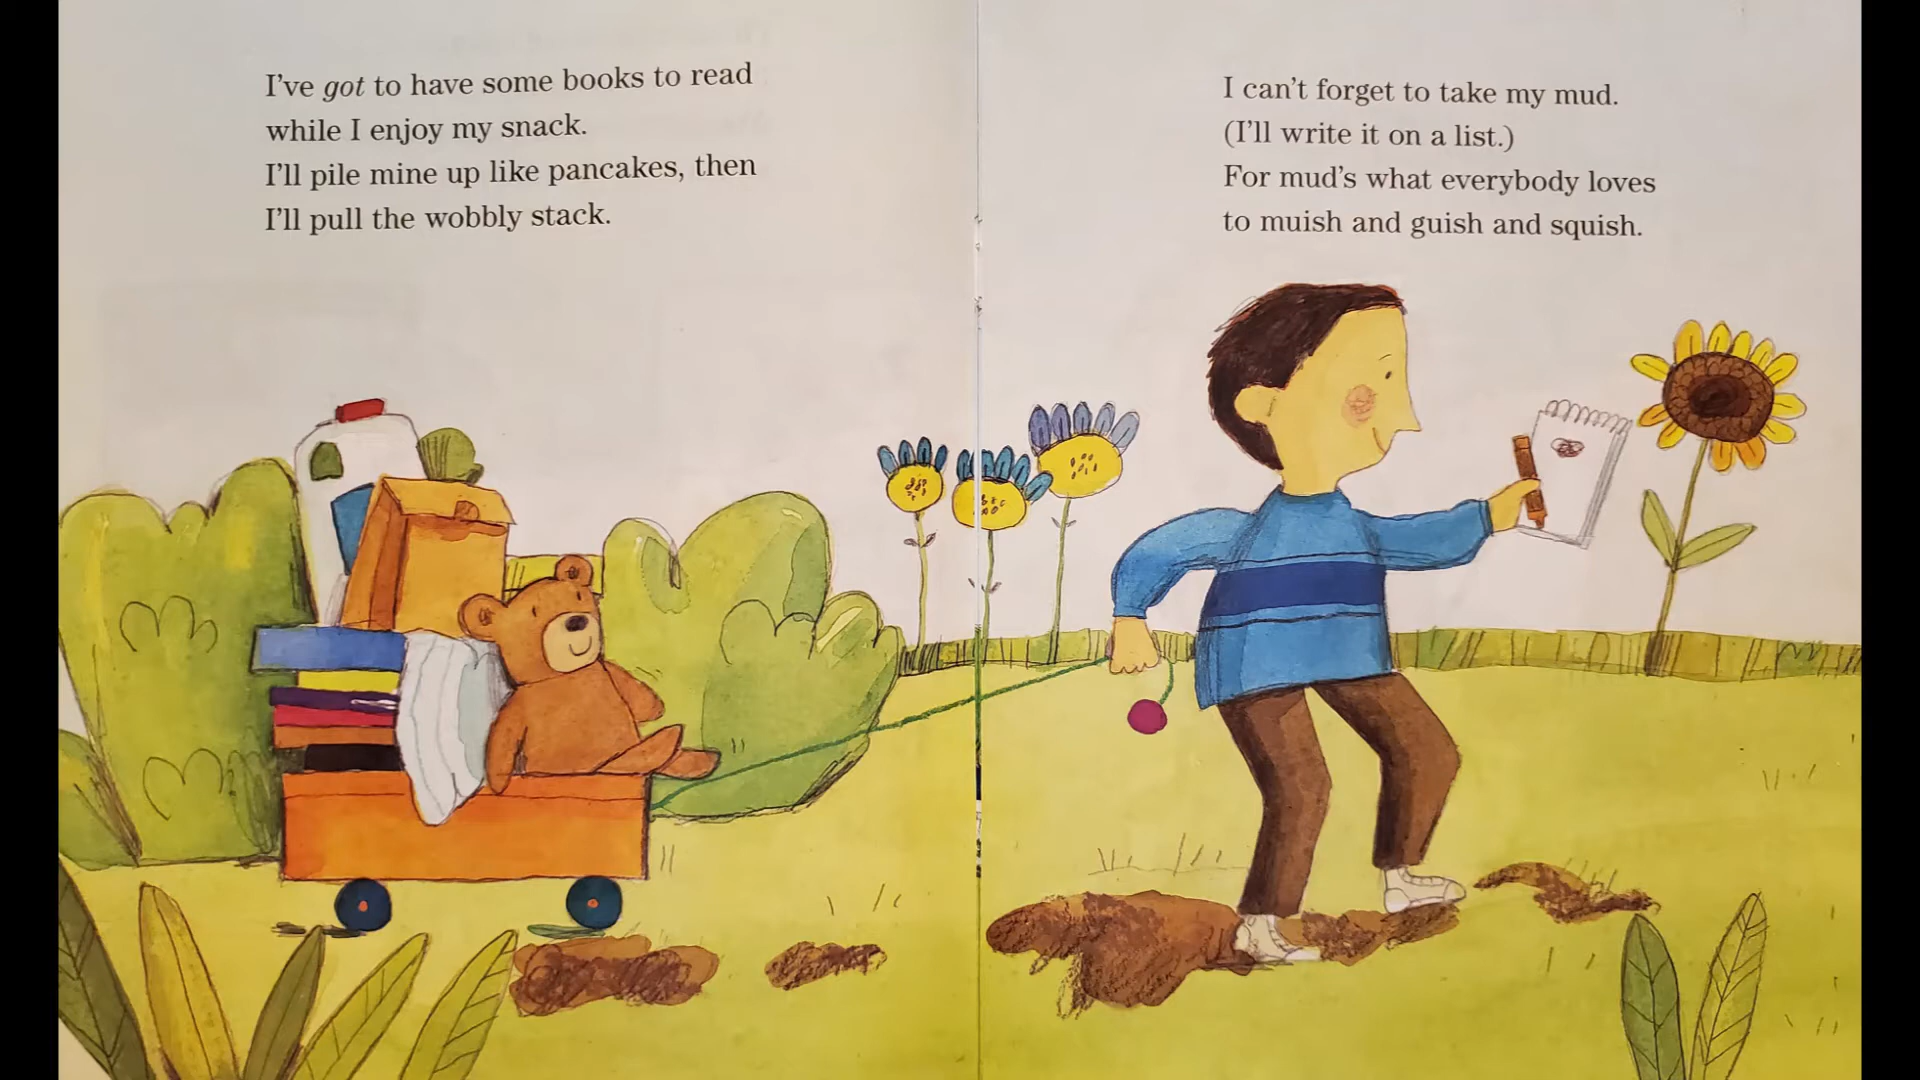 I've got to have some books to read
while I enjoy my snack.
I'll pile mine up like pancakes, then
I'll pull the wobbly stack.
I can't forget to take my mud.
(I'll write it on a list.)
For mud's what everybody loves
to muish and guish and squish.